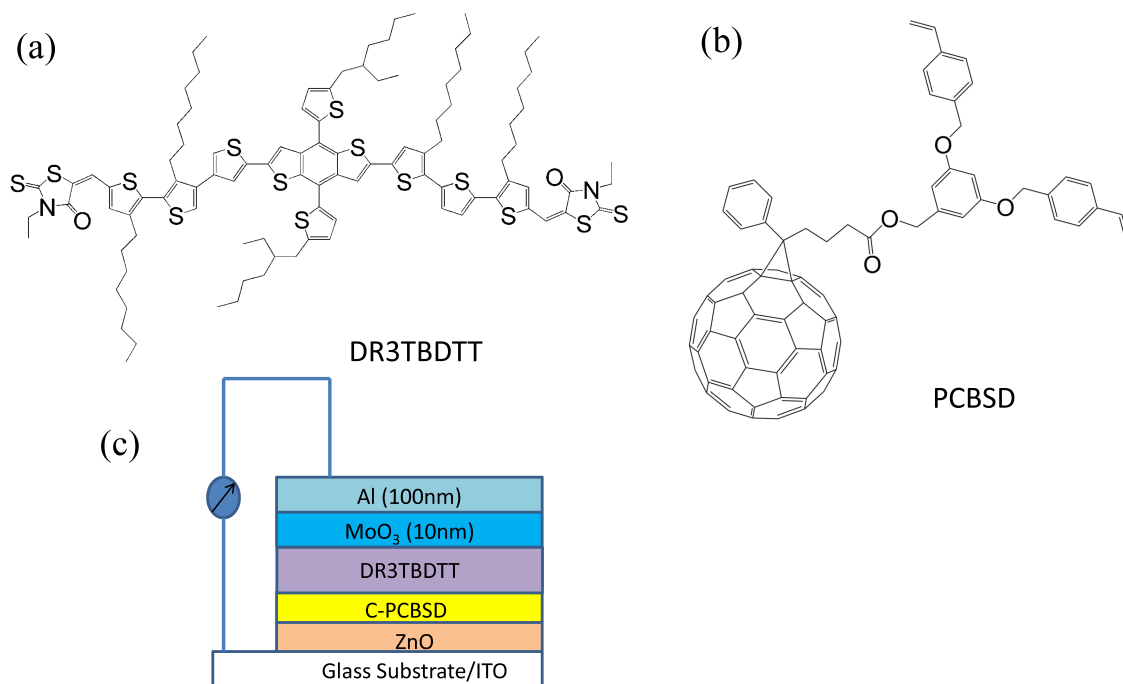 (a)
(b)
S
S
S
S
S
S
S
S
N
O
S
S
S
S
S
S
O
N
S
S
DR3TBDTT
O
O
O
O
PCBSD
(c)
Al (100nm)
MoO₃ (10nm)
DR3TBDTT
C-PCBSD
ZnO
Glass Substrate/ITO